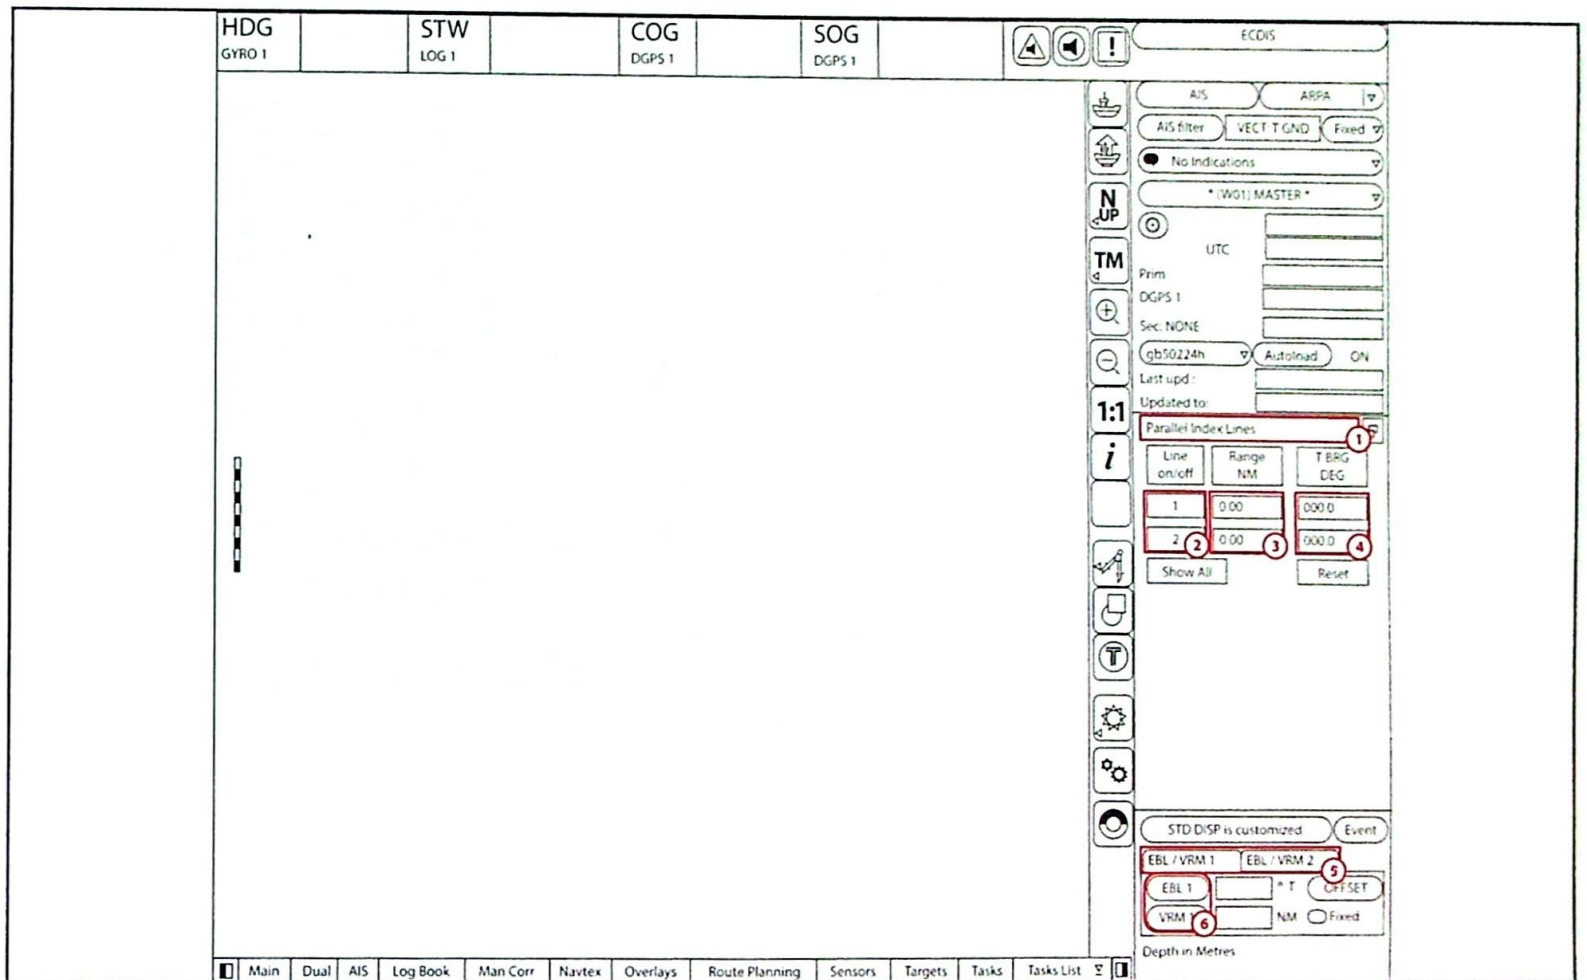 HDG
GYRO 1
STW
LOG 1
COG
DGPS 1
SOG
DGPS 1
!
ECDIS
AIS
ARPA
AIS filter
VECT T GND
Fixed
No Indications
* (W01) MASTER *
N
UP
UTC
TM
Prim
DGPS 1
Sec: NONE
gb50224h
Autoload
ON
Last upd :
Updated to:
1:1
Parallel Index Lines
1
i
Line
on/off
Range
NM
T BRG
DEG
1
0.00
000.0
2
2
0.00
3
000.0
4
Show All
Reset
T
STD DISP is customized
Event
EBL / VRM 1
EBL / VRM 2
5
EBL 1
° T
OFFSET
VRM 1
6
NM
Fixed
Depth in Metres
Main
Dual
AIS
Log Book
Man Corr
Navtex
Overlays
Route Planning
Sensors
Targets
Tasks
Tasks List